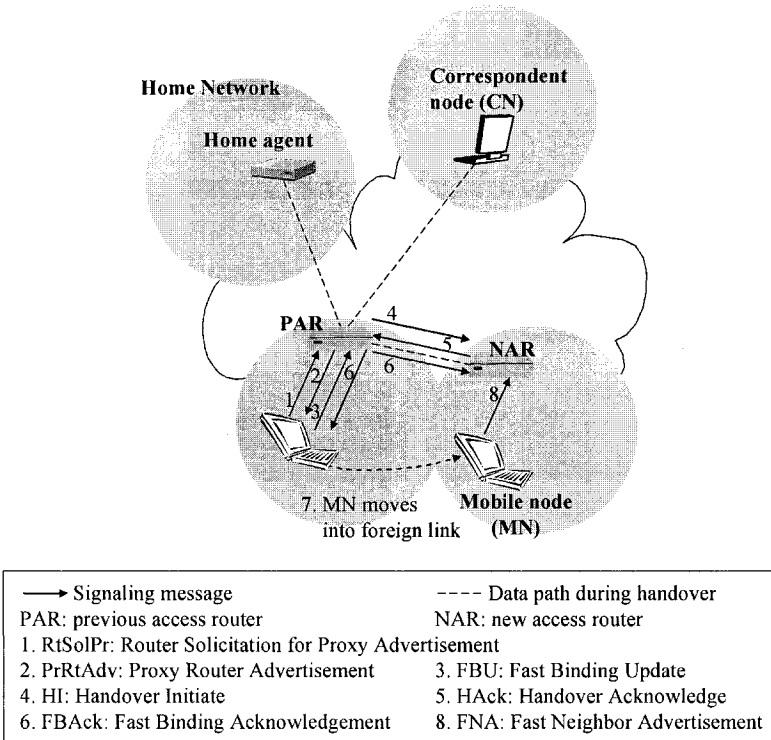 Home Network
Home agent
Correspondent
node (CN)
PAR
4
5
6
NAR
1
2
3
6
8
7. MN moves
into foreign link
Mobile node
(MN)
Signaling message
Data path during handover
PAR: previous access router
NAR: new access router
1. RtSolPr: Router Solicitation for Proxy Advertisement
2. PrRtAdv: Proxy Router Advertisement
3. FBU: Fast Binding Update
4. HI: Handover Initiate
5. HAck: Handover Acknowledge
6. FBAck: Fast Binding Acknowledgement
8. FNA: Fast Neighbor Advertisement